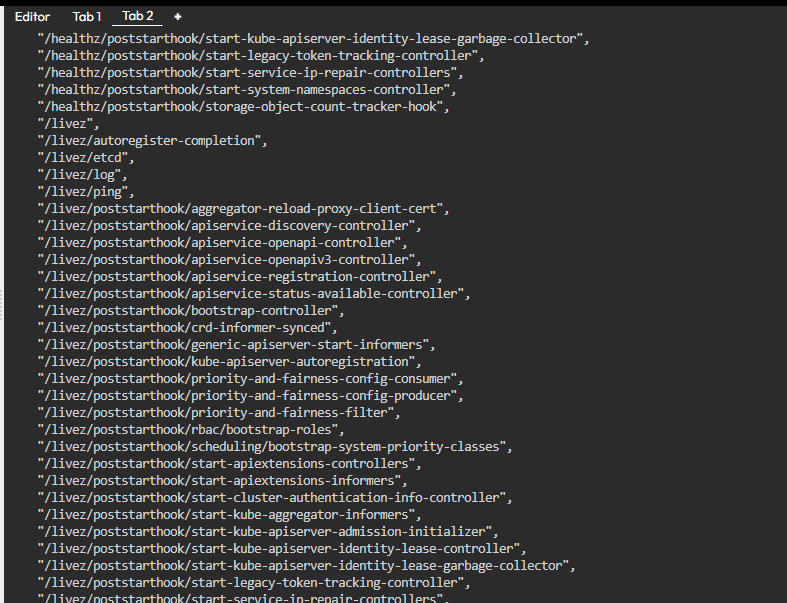 Editor Tab 1 Tab 2 +
"/healthz/poststarthook/start-kube-apiserver-identity-lease-garbage-collector",
"/healthz/poststarthook/start-legacy-token-tracking-controller",
"/healthz/poststarthook/start-service-ip-repair-controllers",
"/healthz/poststarthook/start-system-namespaces-controller",
"/healthz/poststarthook/storage-object-count-tracker-hook",
"/livez",
"/livez/autoregister-completion",
"/livez/etcd",
"/livez/log",
"/livez/ping",
"/livez/poststarthook/aggregator-reload-proxy-client-cert",
"/livez/poststarthook/apiservice-discovery-controller",
"/livez/poststarthook/apiservice-openapi-controller",
"/livez/poststarthook/apiservice-openapiv3-controller",
"/livez/poststarthook/apiservice-registration-controller",
"/livez/poststarthook/apiservice-status-available-controller",
"/livez/poststarthook/bootstrap-controller",
"/livez/poststarthook/crd-informer-synced",
"/livez/poststarthook/generic-apiserver-start-informers",
"/livez/poststarthook/kube-apiserver-autoregistration",
"/livez/poststarthook/priority-and-fairness-config-consumer",
"/livez/poststarthook/priority-and-fairness-config-producer",
"/livez/poststarthook/priority-and-fairness-filter",
"/livez/poststarthook/rbac/bootstrap-roles",
"/livez/poststarthook/scheduling/bootstrap-system-priority-classes",
"/livez/poststarthook/start-apiextensions-controllers",
"/livez/poststarthook/start-apiextensions-informers",
"/livez/poststarthook/start-cluster-authentication-info-controller",
"/livez/poststarthook/start-kube-aggregator-informers",
"/livez/poststarthook/start-kube-apiserver-admission-initializer",
"/livez/poststarthook/start-kube-apiserver-identity-lease-controller",
"/livez/poststarthook/start-kube-apiserver-identity-lease-garbage-collector",
"/livez/poststarthook/start-legacy-token-tracking-controller",
"/livez/poststarthook/start-service-ip-repair-controllers",